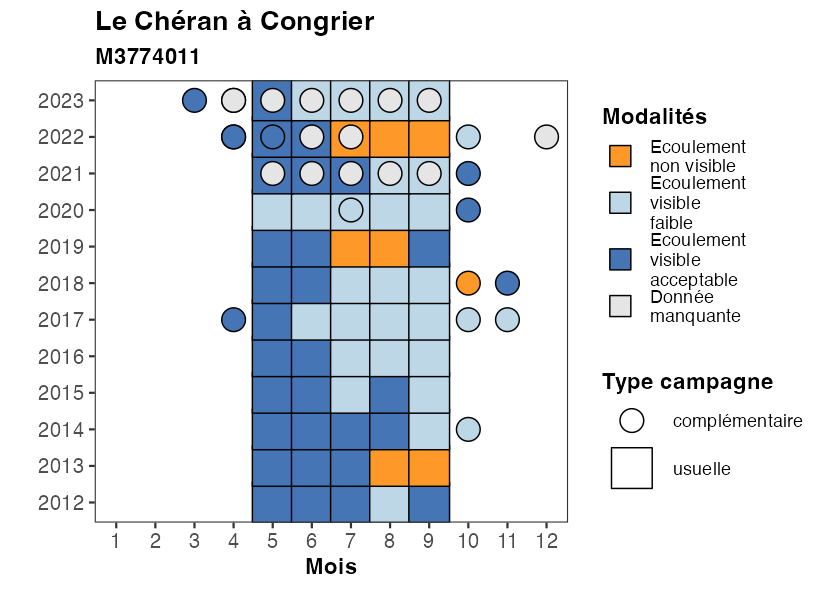 Le Chéran à Congrier
M3774011
2023
2022
2021
2020
2019
2018
2017
2016
2015
2014
2013
2012
1 2 3 4 5 6 7 8 9 10 11 12
Mois
Modalités
Ecoulement
non visible
Ecoulement
visible
faible
Ecoulement
visible
acceptable
Donnée
manquante
Type campagne
complémentaire
usuelle